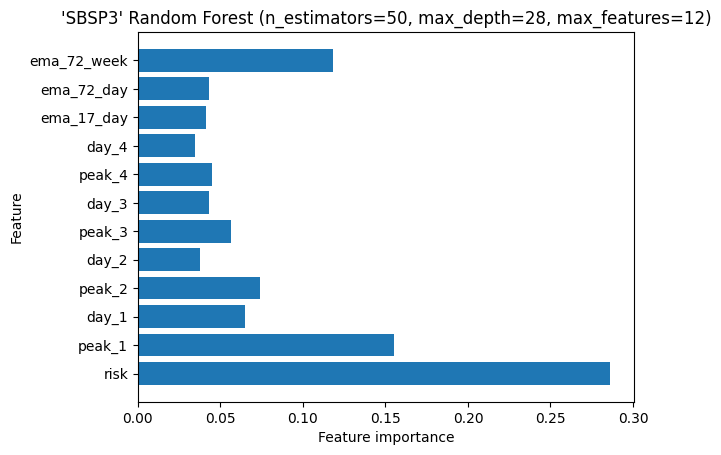 'SBSP3' Random Forest (n_estimators=50, max_depth=28, max_features=12)
ema_72_week
ema_72_day
ema_17_day
day_4
peak_4
day_3
peak_3
day_2
peak_2
day_1
peak_1
risk
Feature
0.00 0.05 0.10 0.15 0.20 0.25 0.30
Feature importance